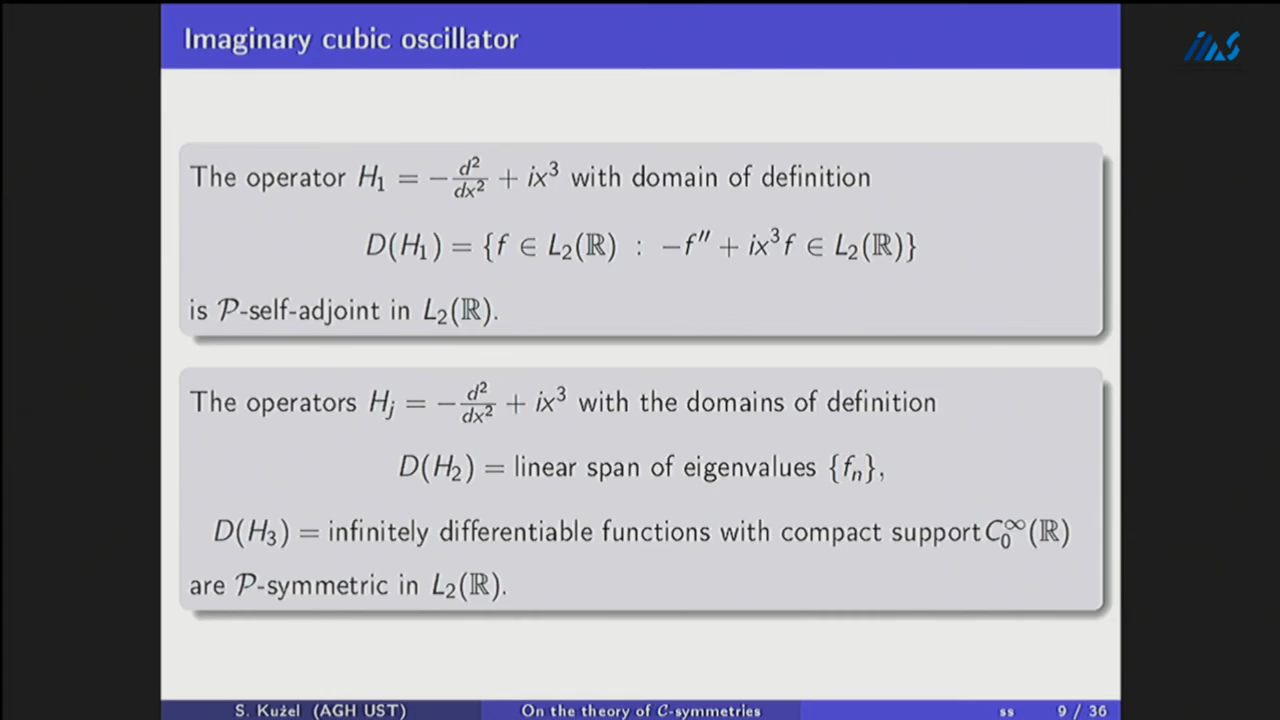 Imaginary cubic oscillator
IMS
The operator H₁ = −d²/dx² + ix³ with domain of definition
D(H₁) = {f ∈ L₂(ℝ) : −f″ + ix³f ∈ L₂(ℝ)}
is 𝒫-self-adjoint in L₂(ℝ).
The operators Hⱼ = −d²/dx² + ix³ with the domains of definition
D(H₂) = linear span of eigenvalues {fₙ},
D(H₃) = infinitely differentiable functions with compact support C₀^∞(ℝ)
are 𝒫-symmetric in L₂(ℝ).
S. Kużel (AGH UST) On the theory of 𝒞-symmetries ss 9 / 36